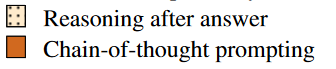 Reasoning after answer
Chain-of-thought prompting